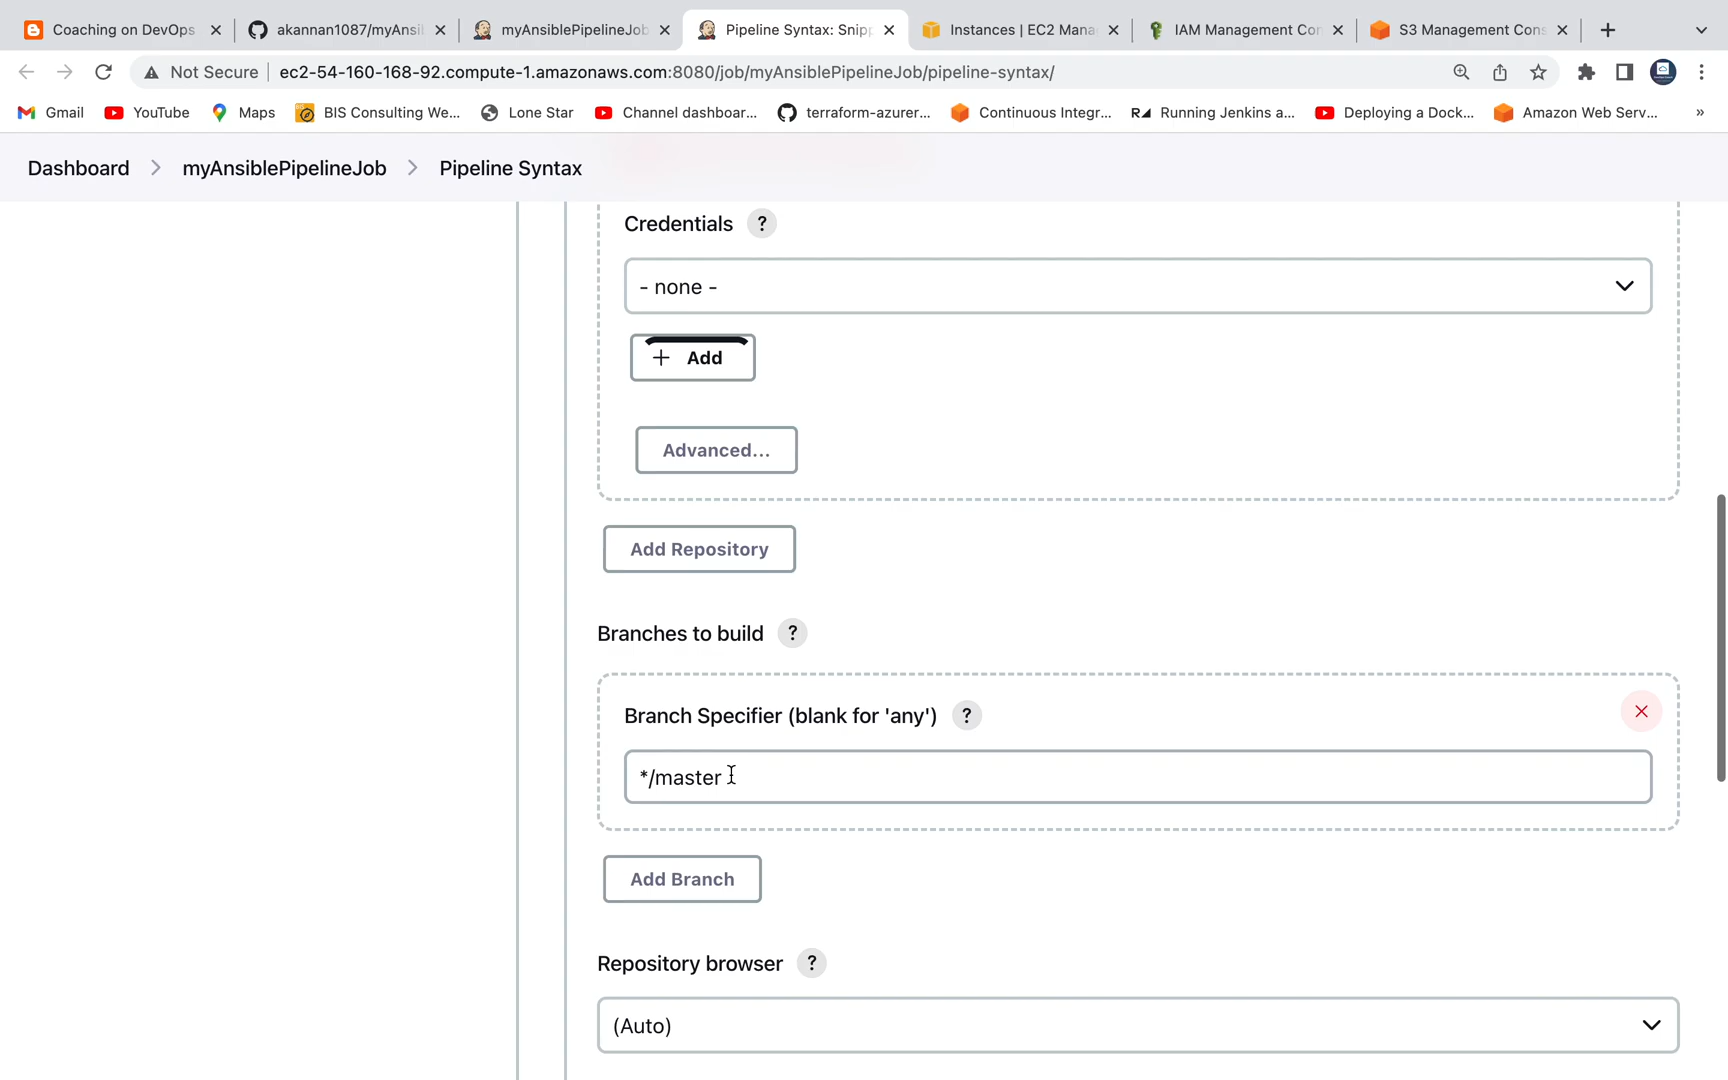 Coaching on DevOps
akannan1087/myAnsi
myAnsiblePipelineJob
Pipeline Syntax: Snipp
Instances | EC2 Mana
IAM Management Con
S3 Management Cons
Not Secure
ec2-54-160-168-92.compute-1.amazonaws.com:8080/job/myAnsiblePipelineJob/pipeline-syntax/
Gmail
YouTube
Maps
BIS Consulting We...
Lone Star
Channel dashboar...
terraform-azurer...
Continuous Integr...
Running Jenkins a...
Deploying a Dock...
Amazon Web Serv...
»
Dashboard > myAnsiblePipelineJob > Pipeline Syntax
Credentials ?
- none -
+ Add
Advanced...
Add Repository
Branches to build ?
Branch Specifier (blank for 'any') ?
*/master
Add Branch
Repository browser ?
(Auto)